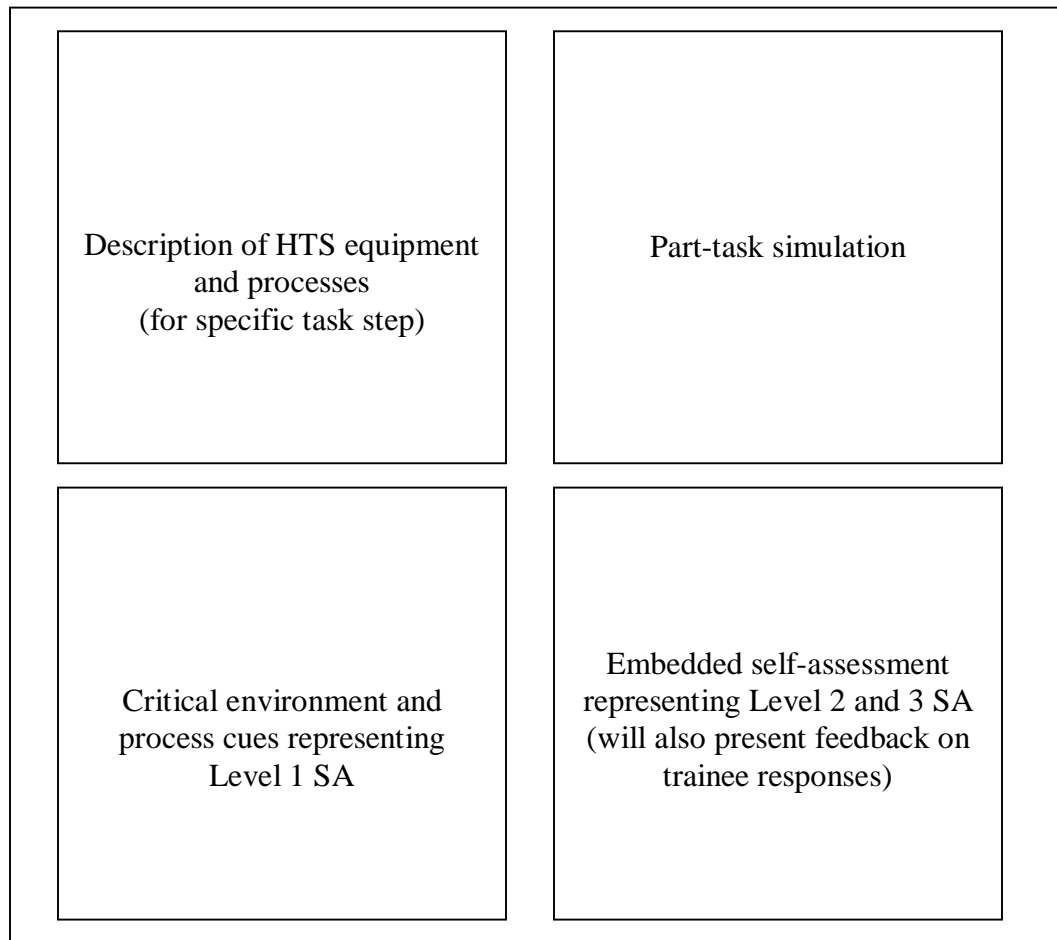 Description of HTS equipment
and processes
(for specific task step)
Part-task simulation
Critical environment and
process cues representing
Level 1 SA
Embedded self-assessment
representing Level 2 and 3 SA
(will also present feedback on
trainee responses)